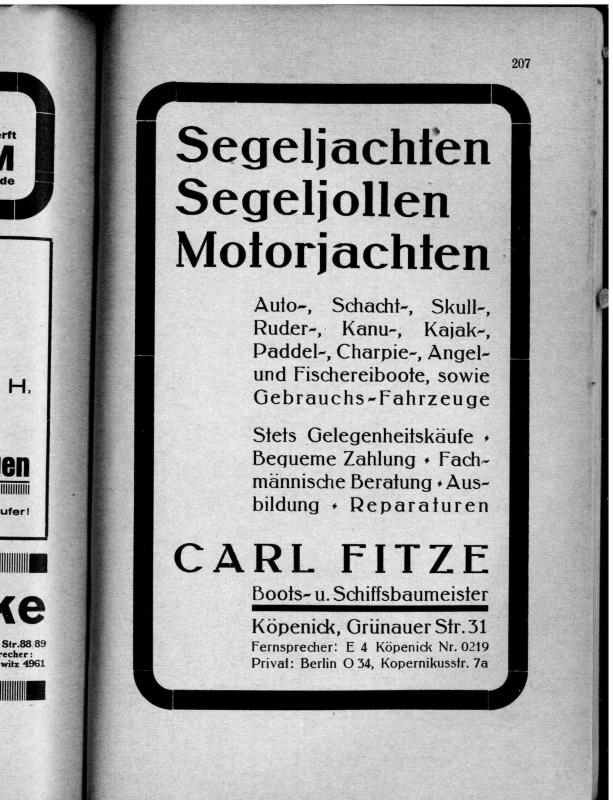 erft
M
de
H,
en
ufer!
ke
Str. 88/89
recher:
witz 4961
207
Segeljachten
Segeljollen
Motorjachten
Auto-, Schacht-, Skull-,
Ruder-, Kanu-, Kajak-,
Paddel-, Charpie-, Angel-
und Fischereiboote, sowie
Gebrauchs-Fahrzeuge
Stets Gelegenheitskäufe ♦
Bequeme Zahlung ♦ Fach-
männische Beratung ♦ Aus-
bildung ♦ Reparaturen
CARL FITZE
Boots- u. Schiffsbaumeister
Köpenick, Grünauer Str. 31
Fernsprecher: E 4 Köpenick Nr. 0219
Privat: Berlin O 34, Kopernikusstr. 7a